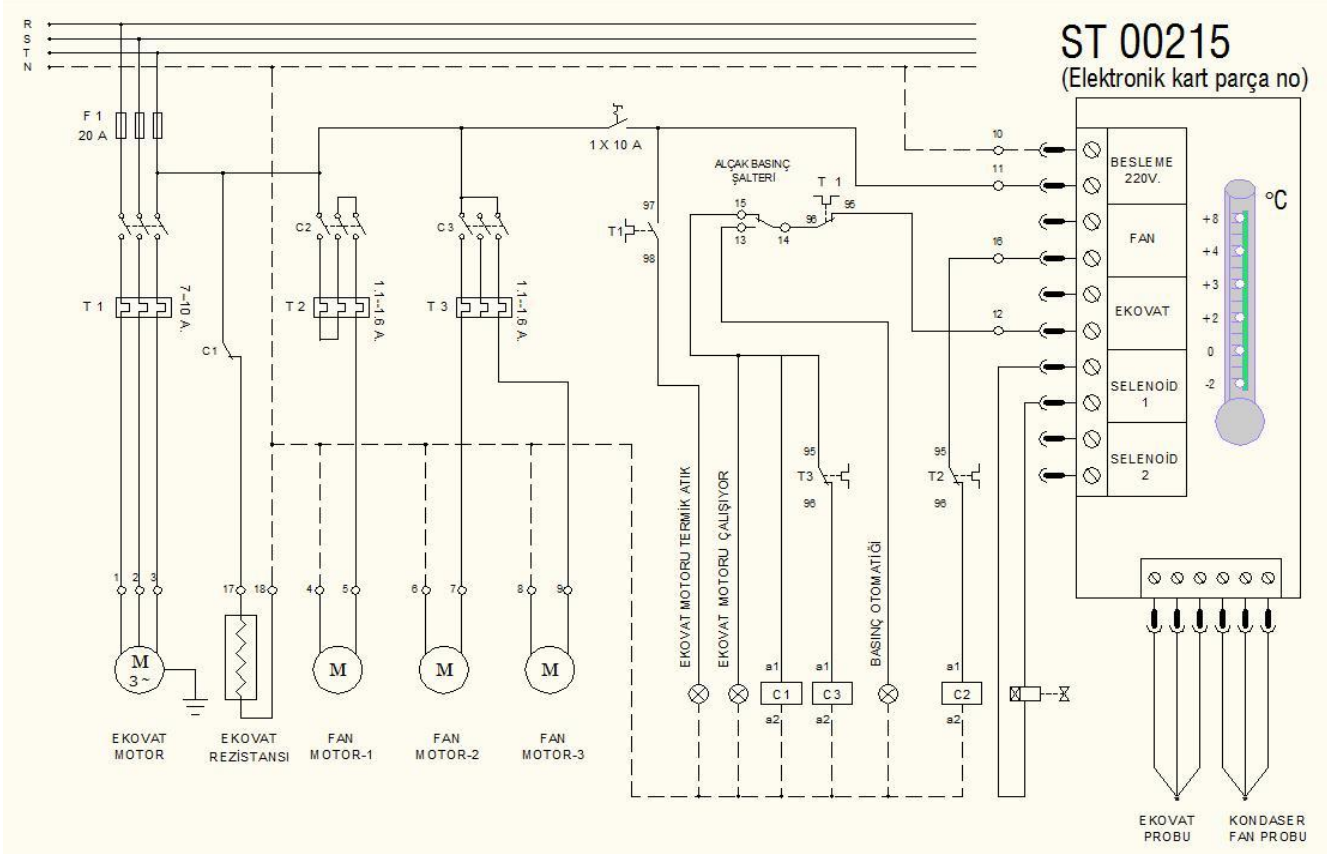 ST 00215
(Elektronik kart parça no)
R
S
T
N
F 1
20 A
1 X 10 A
ALÇAK BASINÇ
ŞALTERİ
T 1
10
11
BESLEME
220V.
°C
97
T1
98
15
13
14
96
95
FAN
16
+8
+4
+3
+2
0
-2
C2
C3
T 1
7-10 A.
T 2
1.1--1.6 A.
T 3
1.1--1.6 A.
12
EKOVAT
C1
SELENOİD
1
SELENOİD
2
95
T3
96
95
T2
96
EKOVAT MOTORU TERMİK ATIK
EKOVAT MOTORU ÇALIŞIYOR
BASINÇ OTOMATİĞİ
1
2
3
17
18
4
5
6
7
8
9
M
3 ~
M
M
M
a1
a1
a1
C1
C3
C2
a2
a2
a2
EKOVAT
MOTOR
EKOVAT
REZİSTANSI
FAN
MOTOR-1
FAN
MOTOR-2
FAN
MOTOR-3
EKOVAT
PROBU
KONDASER
FAN PROBU